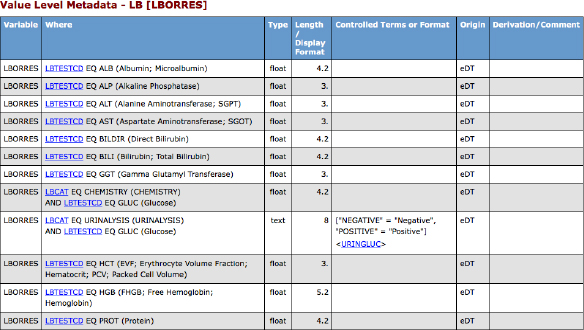 Value Level Metadata - LB [LBORRES]
Variable Where Type Length / Display Format Controlled Terms or Format Origin Derivation/Comment
LBORRES LBTESTCD EQ ALB (Albumin; Microalbumin) float 4.2 eDT
LBORRES LBTESTCD EQ ALP (Alkaline Phosphatase) float 3. eDT
LBORRES LBTESTCD EQ ALT (Alanine Aminotransferase; SGPT) float 3. eDT
LBORRES LBTESTCD EQ AST (Aspartate Aminotransferase; SGOT) float 3. eDT
LBORRES LBTESTCD EQ BILDIR (Direct Bilirubin) float 4.2 eDT
LBORRES LBTESTCD EQ BILI (Bilirubin; Total Bilirubin) float 4.2 eDT
LBORRES LBTESTCD EQ GGT (Gamma Glutamyl Transferase) float 3. eDT
LBORRES LBCAT EQ CHEMISTRY (CHEMISTRY) float 4.2 eDT
AND LBTESTCD EQ GLUC (Glucose)
LBORRES LBCAT EQ URINALYSIS (URINALYSIS) text 8 ["NEGATIVE" = "Negative", eDT
AND LBTESTCD EQ GLUC (Glucose) "POSITIVE" = "Positive"]
<URINGLUC>
LBORRES LBTESTCD EQ HCT (EVF; Erythrocyte Volume Fraction; float 3. eDT
Hematocrit; PCV; Packed Cell Volume)
LBORRES LBTESTCD EQ HGB (FHGB; Free Hemoglobin; float 5.2 eDT
Hemoglobin)
LBORRES LBTESTCD EQ PROT (Protein) float 4.2 eDT